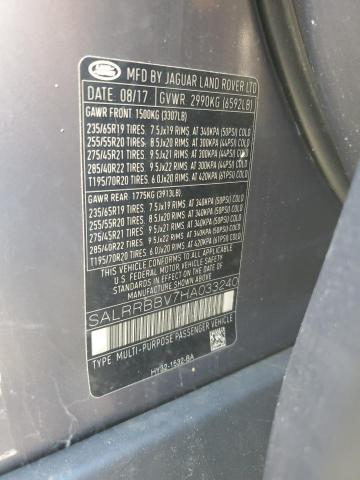 LAND ROVER
MFD BY JAGUAR LAND ROVER LTD
DATE 08/17 GVWR 2990KG (6592LB)
GAWR FRONT 1500KG (3307LB)
235/65R19 TIRES 7.5Jx19 RIMS AT 340KPA (50PSI) COLD
255/55R20 TIRES 8.5Jx20 RIMS AT 300KPA (44PSI) COLD
275/45R21 TIRES 9.5Jx21 RIMS AT 300KPA (44PSI) COLD
285/40R22 TIRES 9.5Jx22 RIMS AT 300KPA (44PSI) COLD
T195/70R20 TIRES 6.0Jx20 RIMS AT 420KPA (61PSI) COLD
GAWR REAR 1775KG (3913LB)
235/65R19 TIRES 7.5Jx19 RIMS AT 340KPA (50PSI) COLD
255/55R20 TIRES 8.5Jx20 RIMS AT COLD
275/45R21 TIRES 9.5Jx21 RIMS AT COLD
285/40R22 TIRES 9.5Jx22 RIMS AT COLD
T195/70R20 TIRES 6.0Jx20 RIMS AT 420KPA COLD
THIS VEHICLE CONFORMS TO ALL APPLICABLE
U.S. FEDERAL MOTOR VEHICLE SAFETY STANDARDS IN
EFFECT ON THE DATE OF MANUFACTURE SHOWN ABOVE
SALRRBBV7HA033240
TYPE: MULTI-PURPOSE PASSENGER VEHICLE
HY32-1532-BA